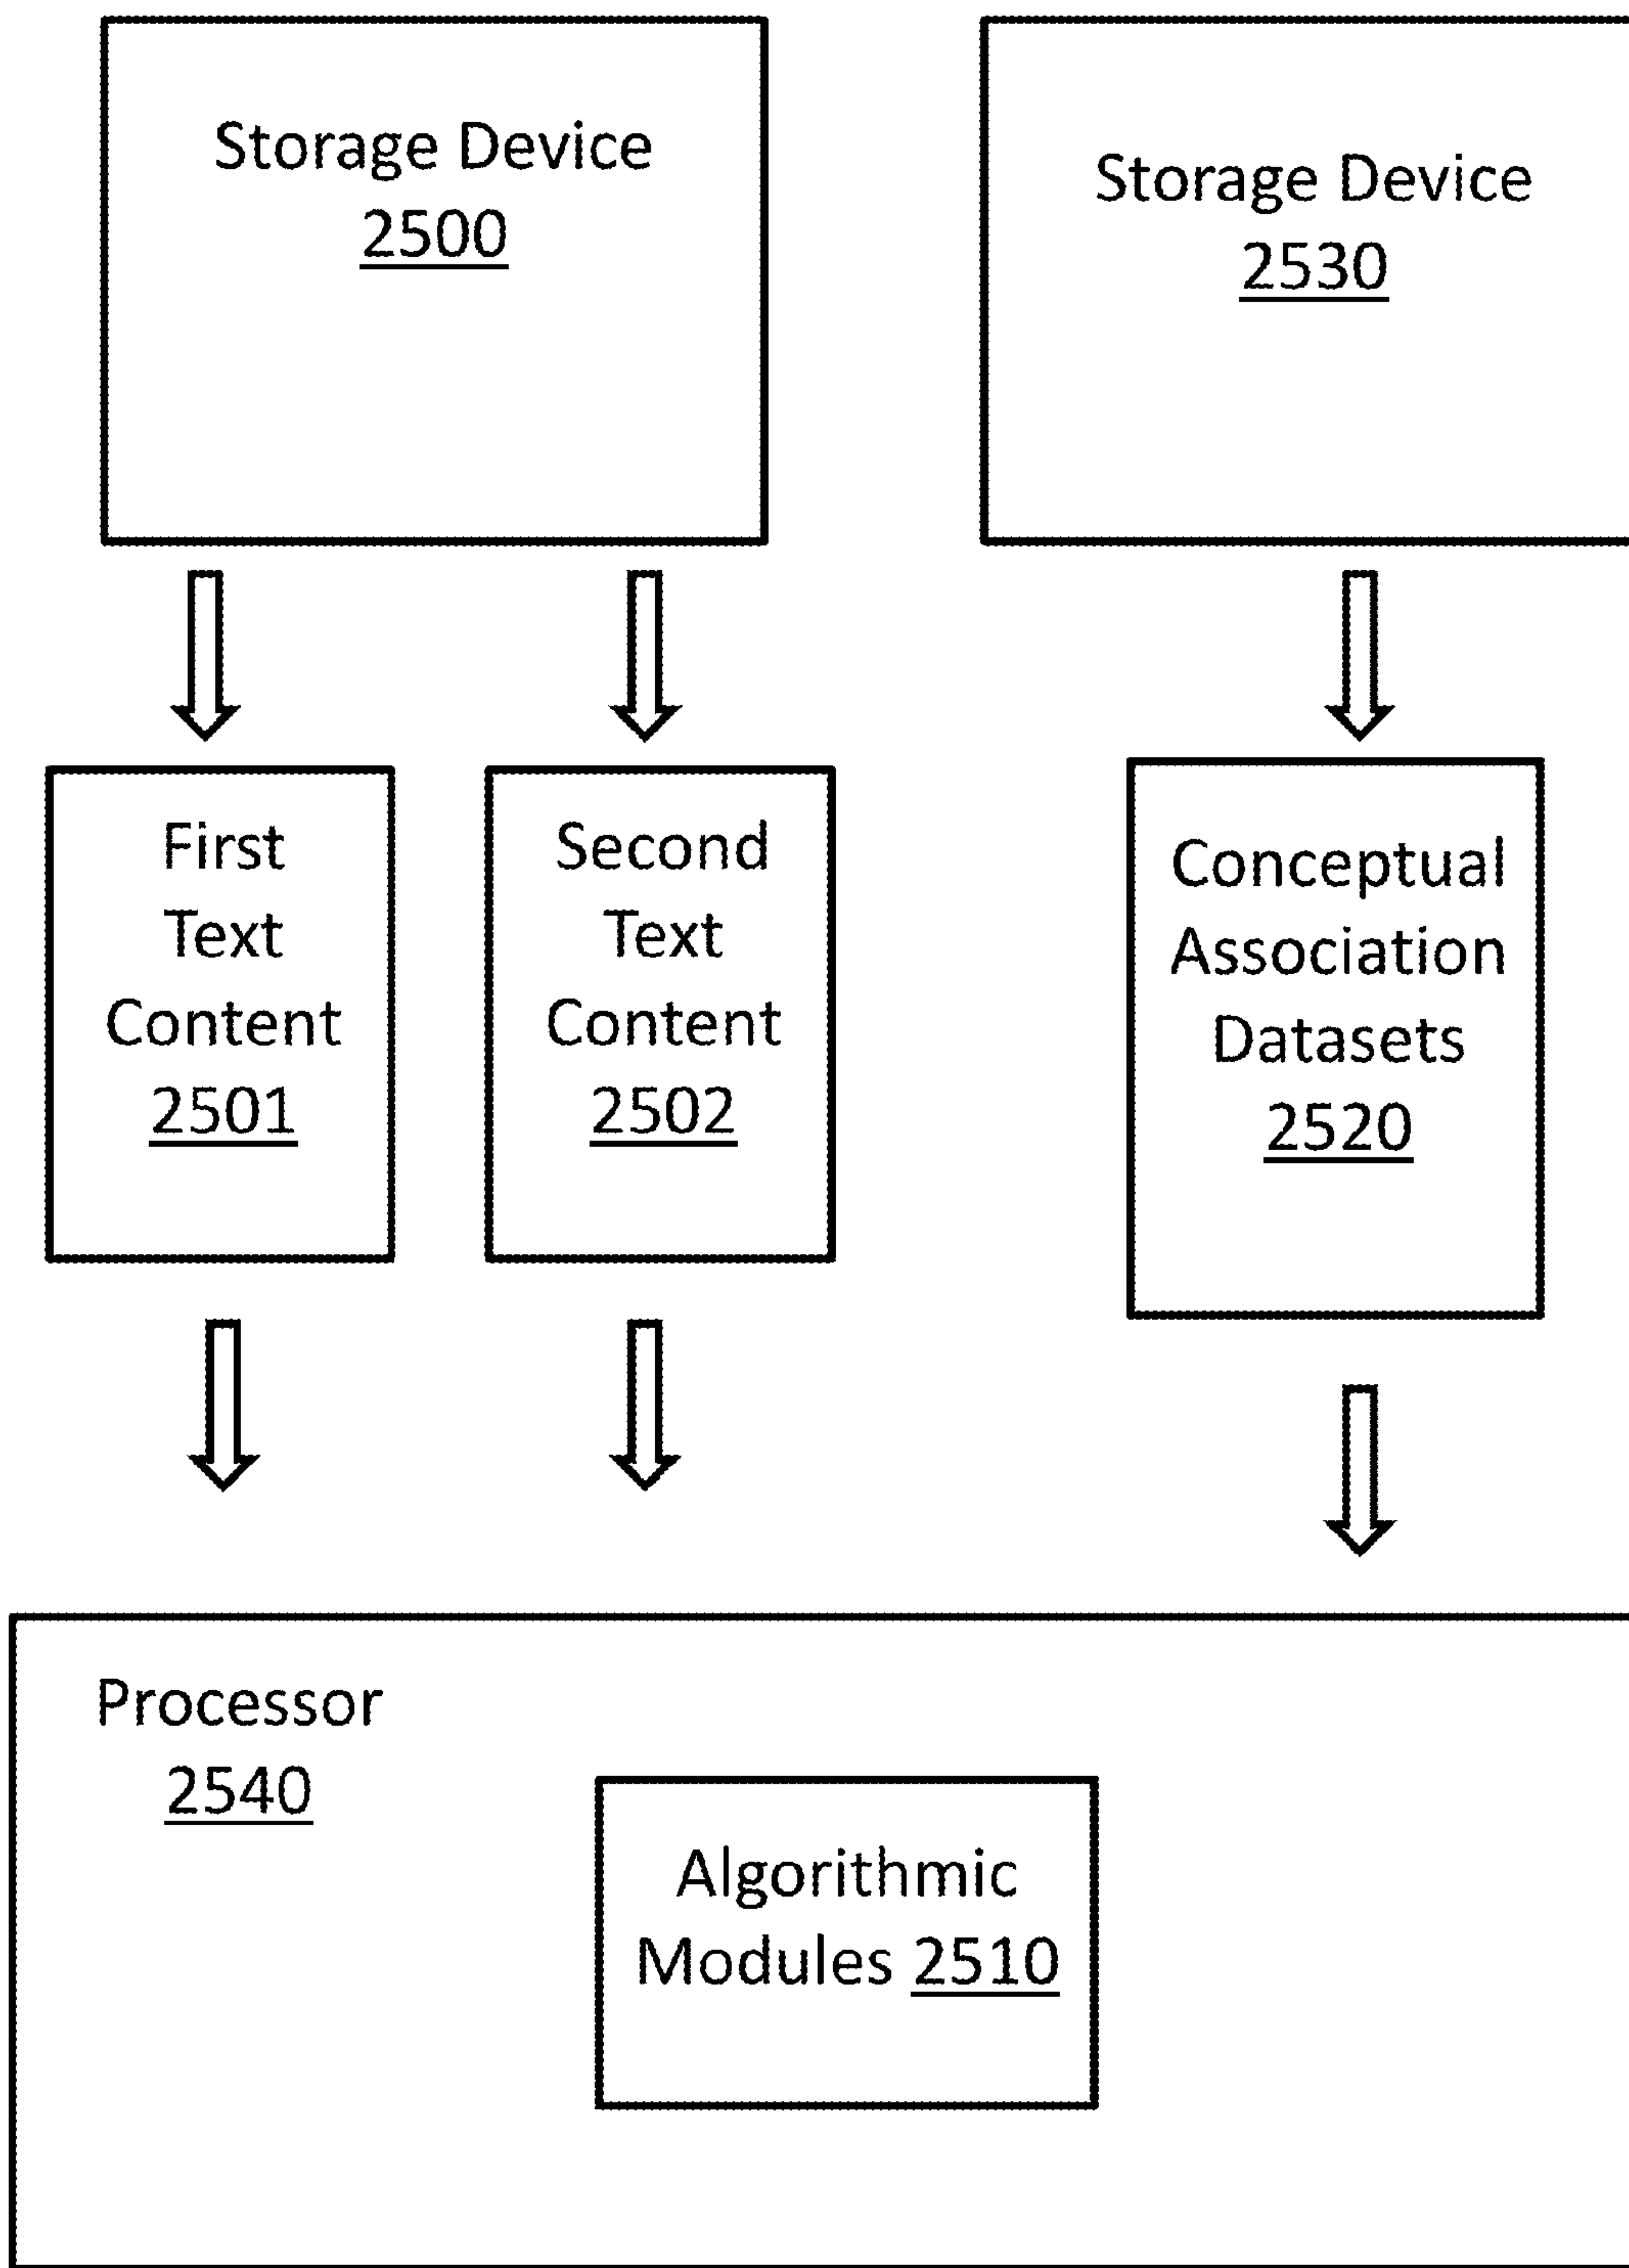 Storage Device
2500
Storage Device
2530
First
Text
Content
2501
Second
Text
Content
2502
Conceptual
Association
Datasets
2520
Processor
2540
Algorithmic
Modules 2510